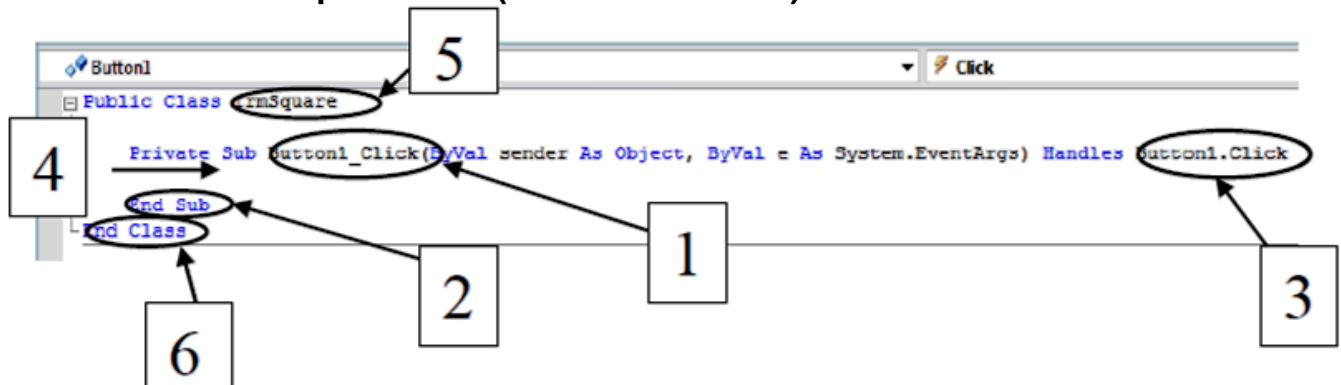 5
Button1 Click
Public Class frmSquare
4
Private Sub Button1_Click(ByVal sender As Object, ByVal e As System.EventArgs) Handles Button1.Click
End Sub
End Class
1
2
3
6